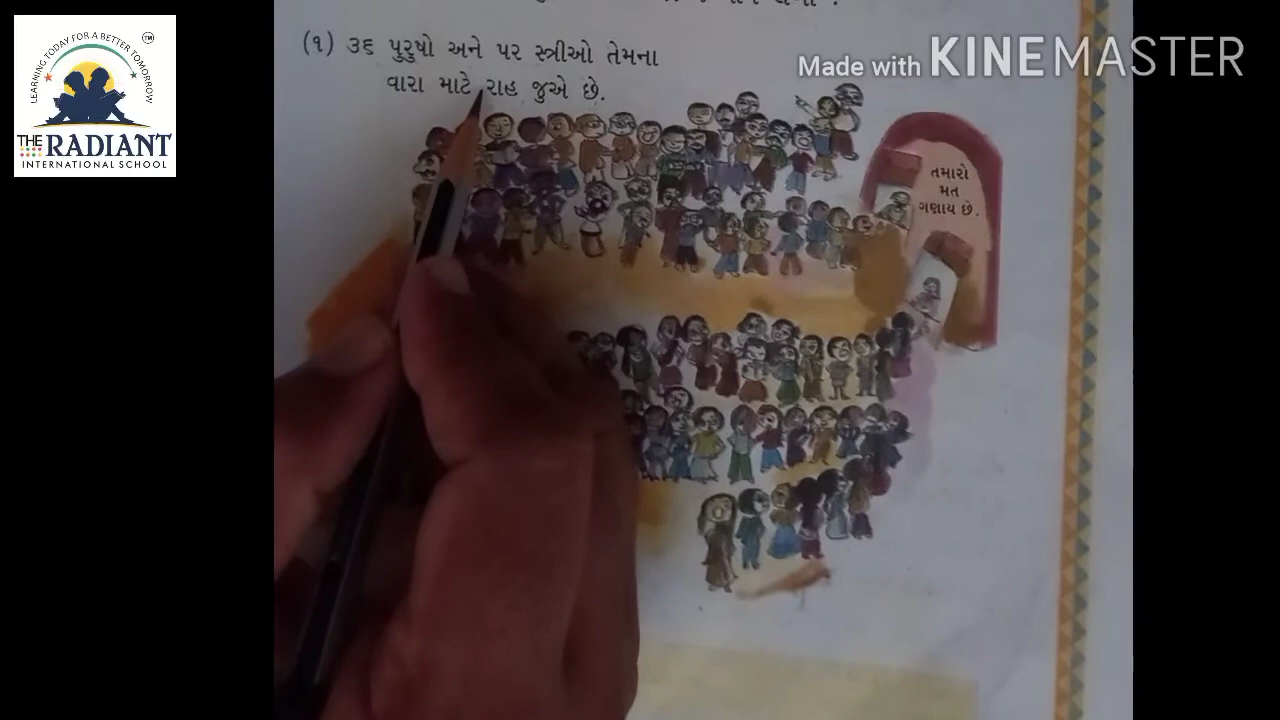 (૧) ૩૬ પુરુષો અને ૫૨ સ્ત્રીઓ તેમના
વારા માટે રાહ જુએ છે.
તમારો
મત
ગણાય છે.
Made with KINEMASTER
LEARNING TODAY FOR A BETTER TOMORROW
TM
THE RADIANT
INTERNATIONAL SCHOOL